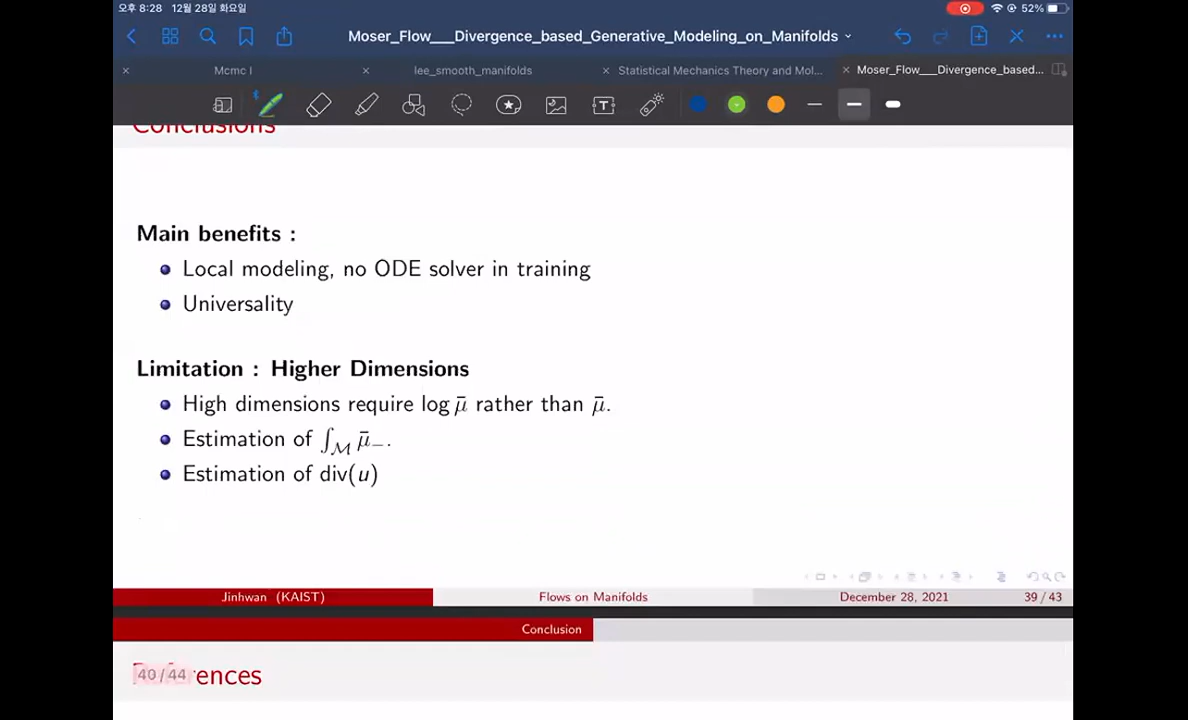 오후 8:28 12월 28일 화요일
52%
Moser_Flow___Divergence_based_Generative_Modeling_on_Manifolds
Mcmc I
lee_smooth_manifolds
Statistical Mechanics Theory and Mol...
Moser_Flow___Divergence_based...
Conclusions
Main benefits :
Local modeling, no ODE solver in training
Universality
Limitation : Higher Dimensions
High dimensions require log μ̄ rather than μ̄.
Estimation of ∫_ℳ μ̄₋.
Estimation of div(u)
Jinhwan (KAIST) Flows on Manifolds December 28, 2021 39 / 43
Conclusion
References
40 / 44